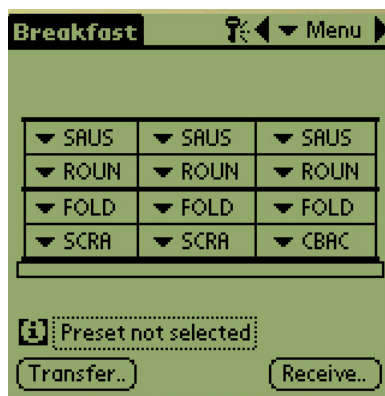 Breakfast Menu
SAUS SAUS SAUS
ROUN ROUN ROUN
FOLD FOLD FOLD
SCRA SCRA CBAC
i Preset not selected
Transfer.. Receive..